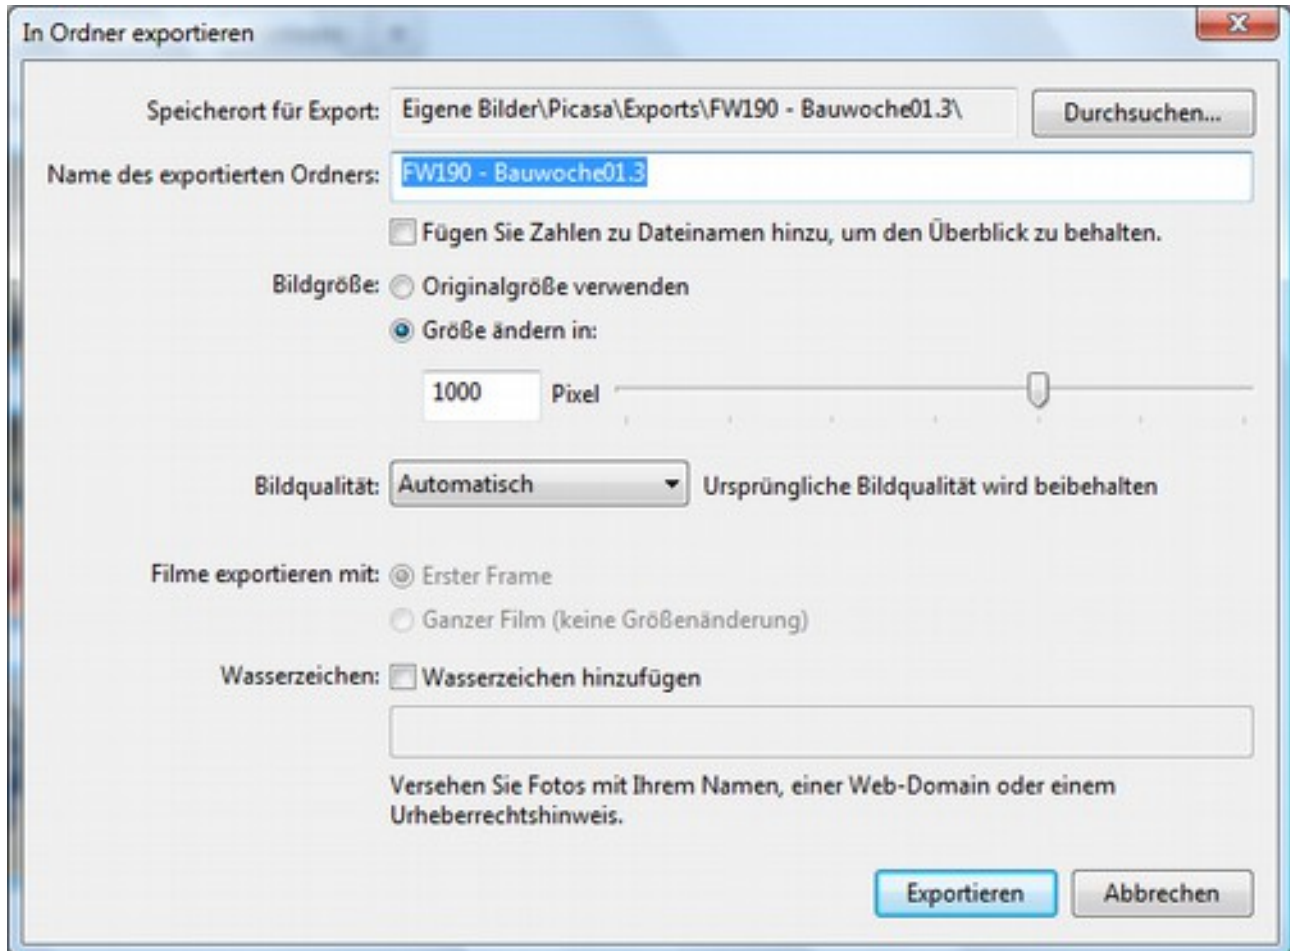 In Ordner exportieren
Speicherort für Export: Eigene Bilder\Picasa\Exports\FW190 - Bauwoche01.3\ Durchsuchen...
Name des exportierten Ordners: FW190 - Bauwoche01.3
Fügen Sie Zahlen zu Dateinamen hinzu, um den Überblick zu behalten.
Bildgröße: Originalgröße verwenden
Größe ändern in:
1000 Pixel
Bildqualität: Automatisch Ursprüngliche Bildqualität wird beibehalten
Filme exportieren mit: Erster Frame
Ganzer Film (keine Größenänderung)
Wasserzeichen: Wasserzeichen hinzufügen
Versehen Sie Fotos mit Ihrem Namen, einer Web-Domain oder einem
Urheberrechtshinweis.
Exportieren Abbrechen